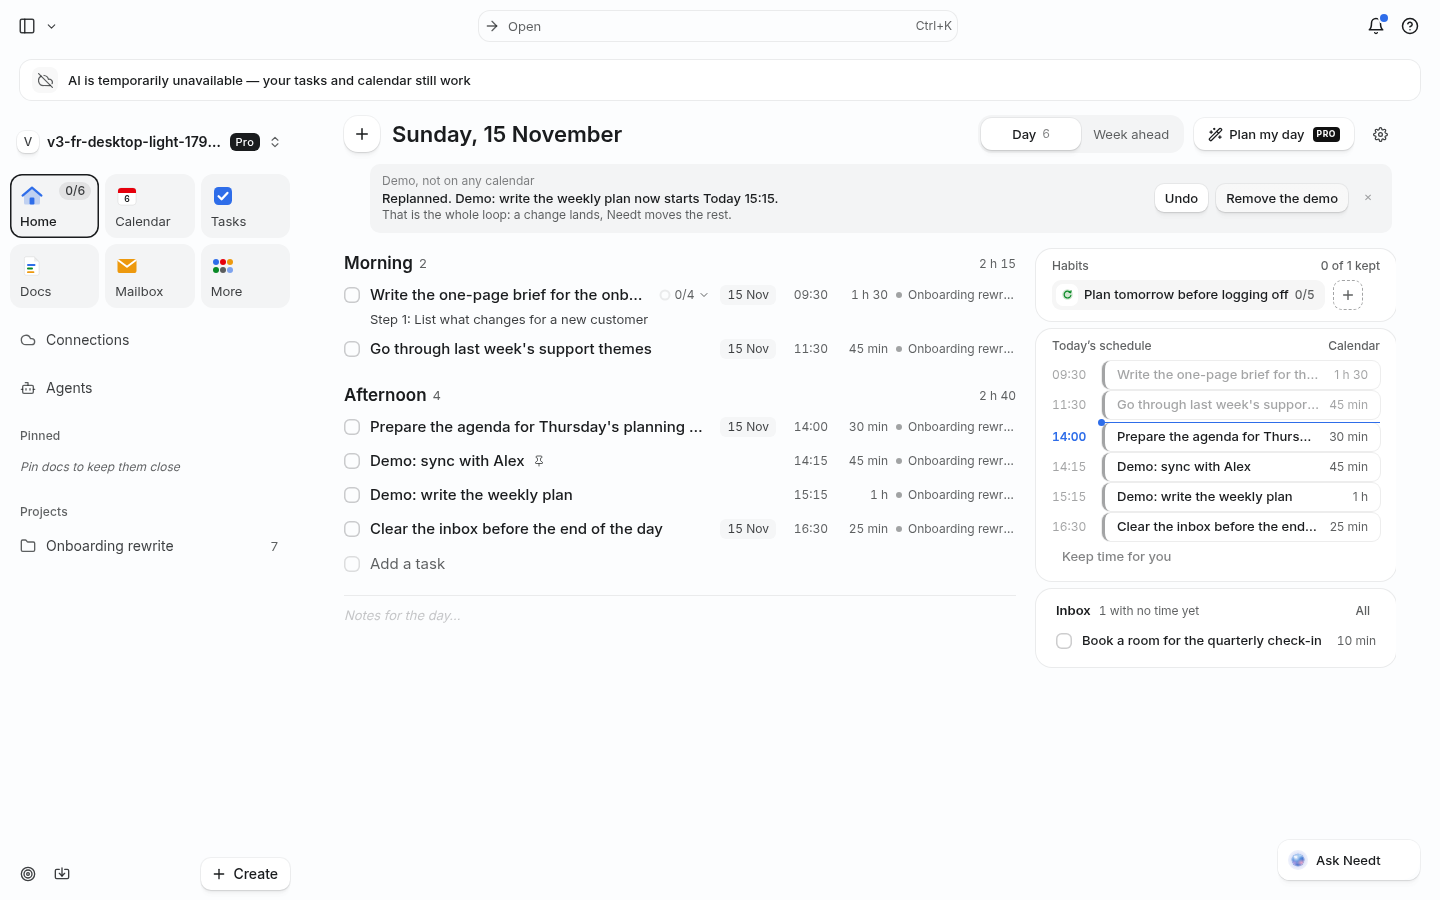 Open
Ctrl+K
AI is temporarily unavailable — your tasks and calendar still work
V
v3-fr-desktop-light-179...
Pro
0/6
Home
6
Calendar
Tasks
Docs
Mailbox
More
Connections
Agents
Pinned
Pin docs to keep them close
Projects
Onboarding rewrite 7
Create
Sunday, 15 November
Day 6
Week ahead
Plan my day PRO
Demo, not on any calendar
Replanned. Demo: write the weekly plan now starts Today 15:15.
That is the whole loop: a change lands, Needt moves the rest.
Undo
Remove the demo
×
Morning 2 2 h 15
Write the one-page brief for the onb... 0/4 15 Nov 09:30 1 h 30 Onboarding rewr...
Step 1: List what changes for a new customer
Go through last week's support themes 15 Nov 11:30 45 min Onboarding rewr...
Afternoon 4 2 h 40
Prepare the agenda for Thursday's planning ... 15 Nov 14:00 30 min Onboarding rewr...
Demo: sync with Alex 14:15 45 min Onboarding rewr...
Demo: write the weekly plan 15:15 1 h Onboarding rewr...
Clear the inbox before the end of the day 15 Nov 16:30 25 min Onboarding rewr...
Add a task
Notes for the day...
Habits 0 of 1 kept
Plan tomorrow before logging off 0/5
Today’s schedule Calendar
09:30 Write the one-page brief for th... 1 h 30
11:30 Go through last week's suppor... 45 min
14:00 Prepare the agenda for Thurs... 30 min
14:15 Demo: sync with Alex 45 min
15:15 Demo: write the weekly plan 1 h
16:30 Clear the inbox before the end... 25 min
Keep time for you
Inbox 1 with no time yet All
Book a room for the quarterly check-in 10 min
Ask Needt